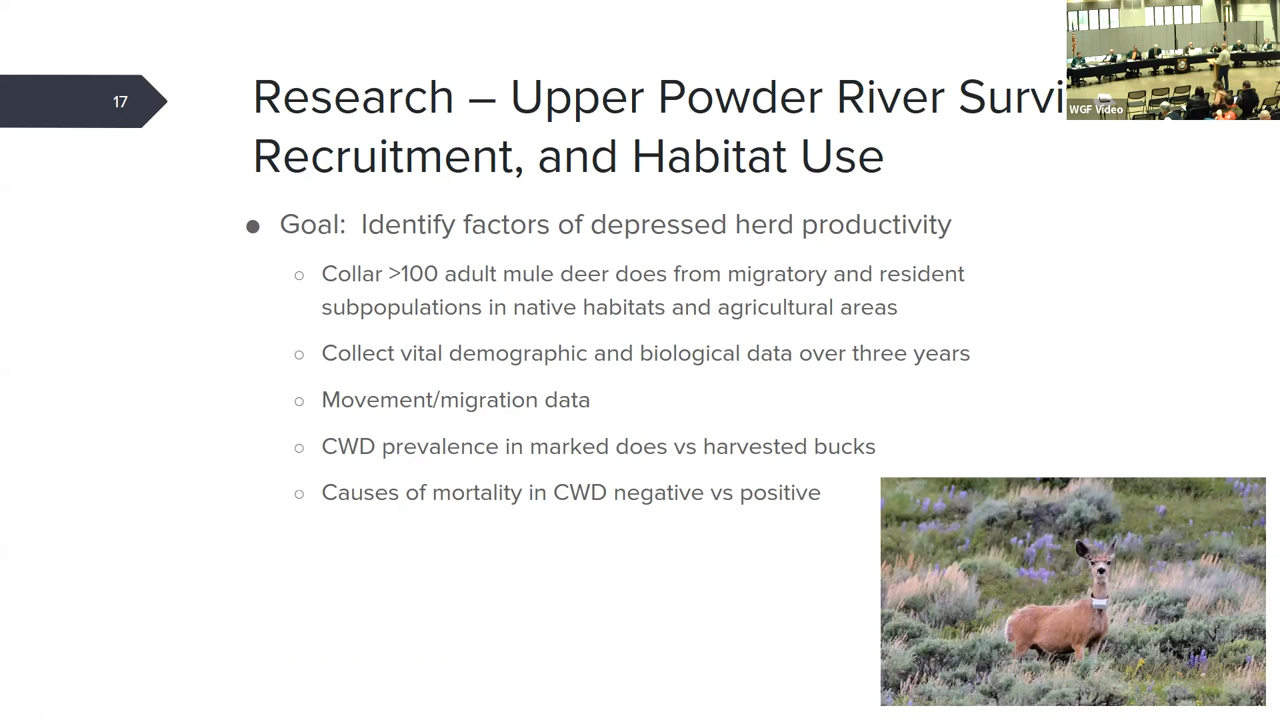 17
Research – Upper Powder River Survi
Recruitment, and Habitat Use
WGF Video
● Goal: Identify factors of depressed herd productivity
○ Collar >100 adult mule deer does from migratory and resident
subpopulations in native habitats and agricultural areas
○ Collect vital demographic and biological data over three years
○ Movement/migration data
○ CWD prevalence in marked does vs harvested bucks
○ Causes of mortality in CWD negative vs positive